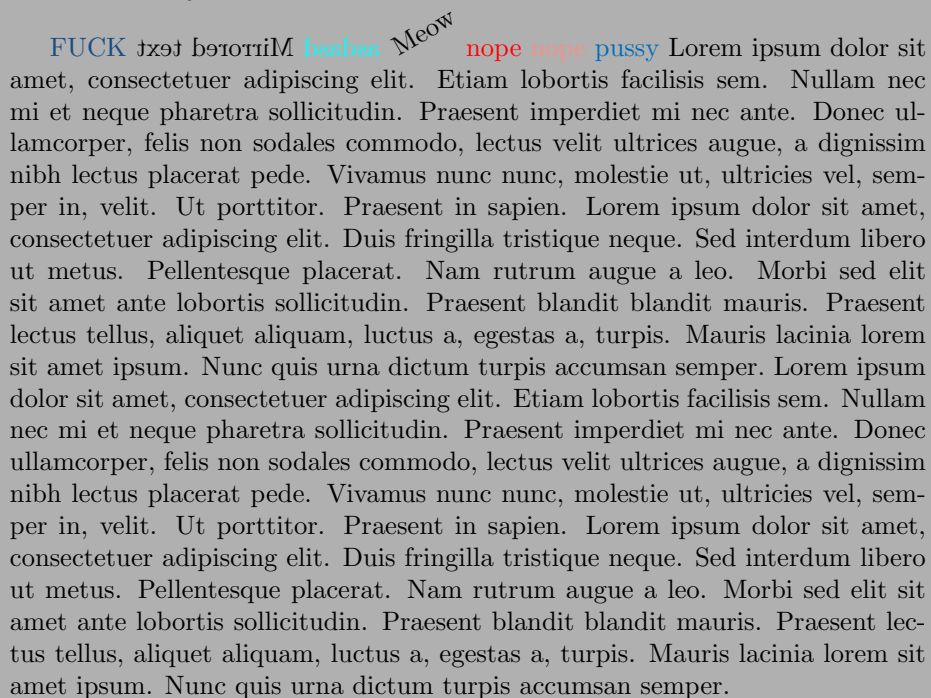 FUCK Mirrored text basbas Meow nope nope pussy Lorem ipsum dolor sit
amet, consectetuer adipiscing elit. Etiam lobortis facilisis sem. Nullam nec
mi et neque pharetra sollicitudin. Praesent imperdiet mi nec ante. Donec ul-
lamcorper, felis non sodales commodo, lectus velit ultrices augue, a dignissim
nibh lectus placerat pede. Vivamus nunc nunc, molestie ut, ultricies vel, sem-
per in, velit. Ut porttitor. Praesent in sapien. Lorem ipsum dolor sit amet,
consectetuer adipiscing elit. Duis fringilla tristique neque. Sed interdum libero
ut metus. Pellentesque placerat. Nam rutrum augue a leo. Morbi sed elit
sit amet ante lobortis sollicitudin. Praesent blandit blandit mauris. Praesent
lectus tellus, aliquet aliquam, luctus a, egestas a, turpis. Mauris lacinia lorem
sit amet ipsum. Nunc quis urna dictum turpis accumsan semper. Lorem ipsum
dolor sit amet, consectetuer adipiscing elit. Etiam lobortis facilisis sem. Nullam
nec mi et neque pharetra sollicitudin. Praesent imperdiet mi nec ante. Donec
ullamcorper, felis non sodales commodo, lectus velit ultrices augue, a dignissim
nibh lectus placerat pede. Vivamus nunc nunc, molestie ut, ultricies vel, sem-
per in, velit. Ut porttitor. Praesent in sapien. Lorem ipsum dolor sit amet,
consectetuer adipiscing elit. Duis fringilla tristique neque. Sed interdum libero
ut metus. Pellentesque placerat. Nam rutrum augue a leo. Morbi sed elit sit
amet ante lobortis sollicitudin. Praesent blandit blandit mauris. Praesent lec-
tus tellus, aliquet aliquam, luctus a, egestas a, turpis. Mauris lacinia lorem sit
amet ipsum. Nunc quis urna dictum turpis accumsan semper.